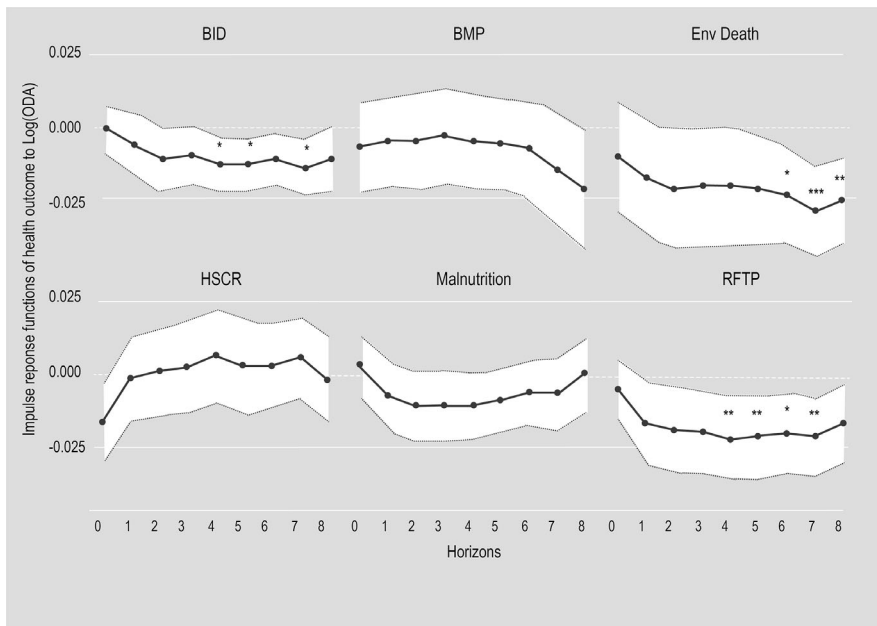 BID BMP Env Death
0.025
0.000
-0.025
* * *
* *** **
HSCR Malnutrition RFTP
0.025
0.000
-0.025
** ** * **
Impulse reponse functions of health outcome to Log(ODA)
0 1 2 3 4 5 6 7 8 0 1 2 3 4 5 6 7 8 0 1 2 3 4 5 6 7 8
Horizons